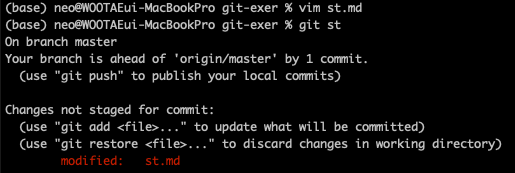 (base) neo@WOOTAEui-MacBookPro git-exer % vim st.md
(base) neo@WOOTAEui-MacBookPro git-exer % git st
On branch master
Your branch is ahead of 'origin/master' by 1 commit.
  (use "git push" to publish your local commits)

Changes not staged for commit:
  (use "git add <file>..." to update what will be committed)
  (use "git restore <file>..." to discard changes in working directory)
        modified:   st.md